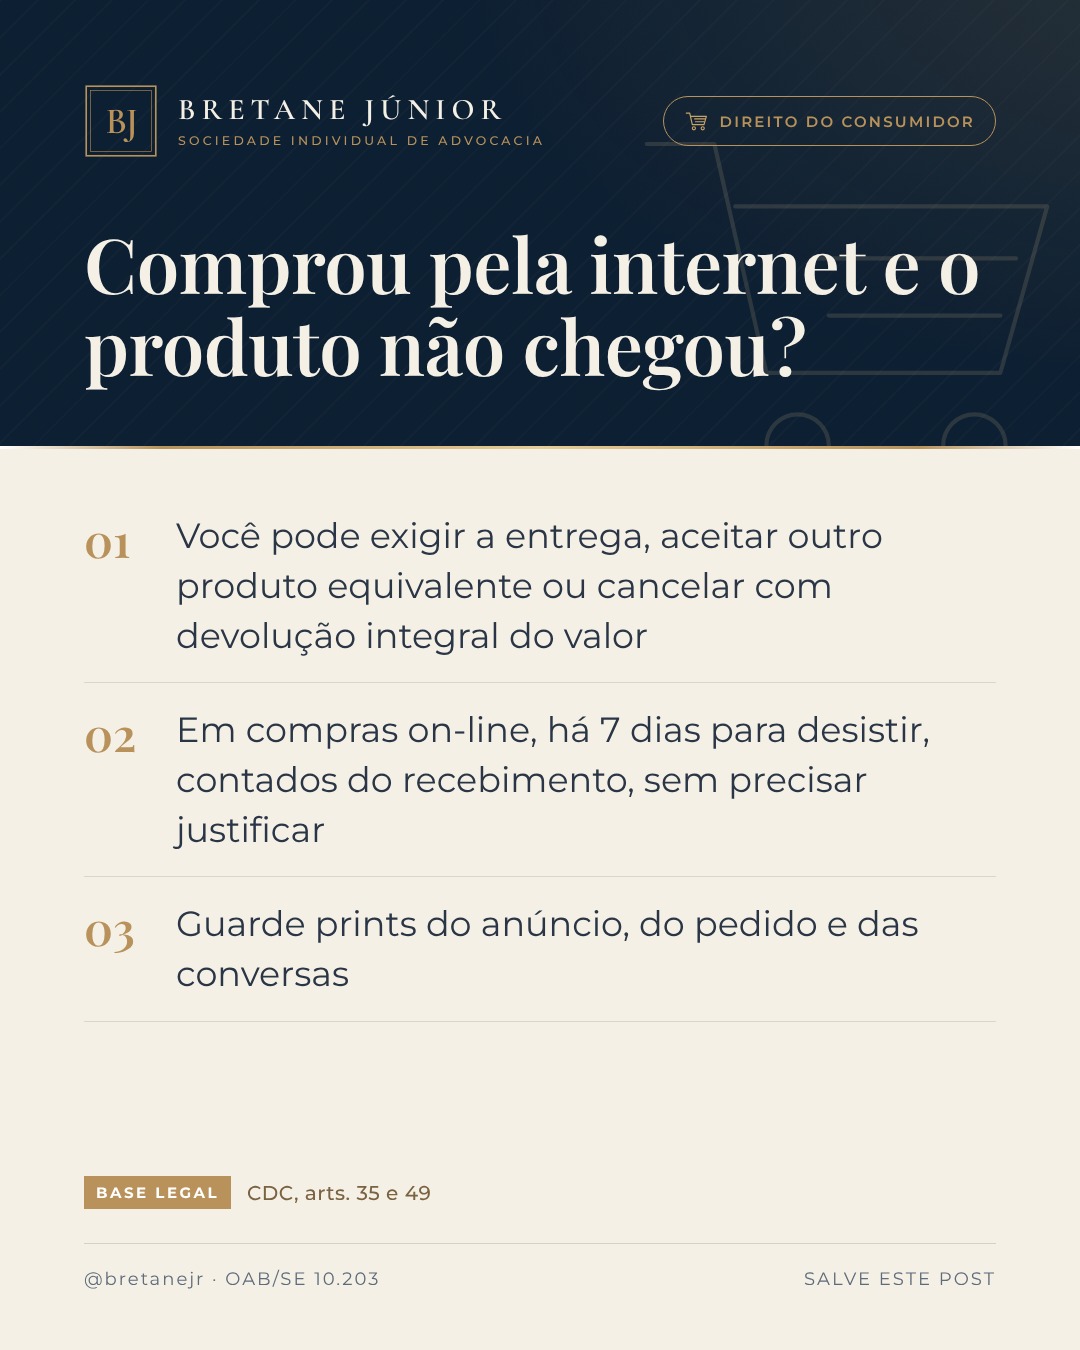 BJ
BRETANE JÚNIOR
SOCIEDADE INDIVIDUAL DE ADVOCACIA
DIREITO DO CONSUMIDOR
Comprou pela internet e o
produto não chegou?
01
Você pode exigir a entrega, aceitar outro
produto equivalente ou cancelar com
devolução integral do valor
02
Em compras on-line, há 7 dias para desistir,
contados do recebimento, sem precisar
justificar
03
Guarde prints do anúncio, do pedido e das
conversas
BASE LEGAL CDC, arts. 35 e 49
@bretanejr · OAB/SE 10.203
SALVE ESTE POST